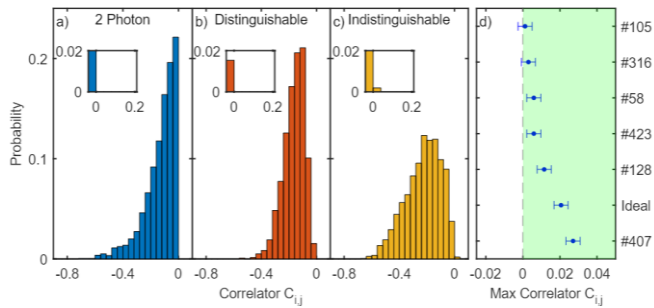 a) 2 Photon
b) Distinguishable
c) Indistinguishable
d)
0.2
0.1
0
Probability
0.02
0
0 0.2
0.02
0
0 0.2
0.02
0
0 0.2
#105
#316
#58
#423
#128
Ideal
#407
-0.8 -0.4 0
-0.8 -0.4 0
-0.8 -0.4 0
-0.02 0 0.02 0.04
Correlator C i,j
Max Correlator C i,j